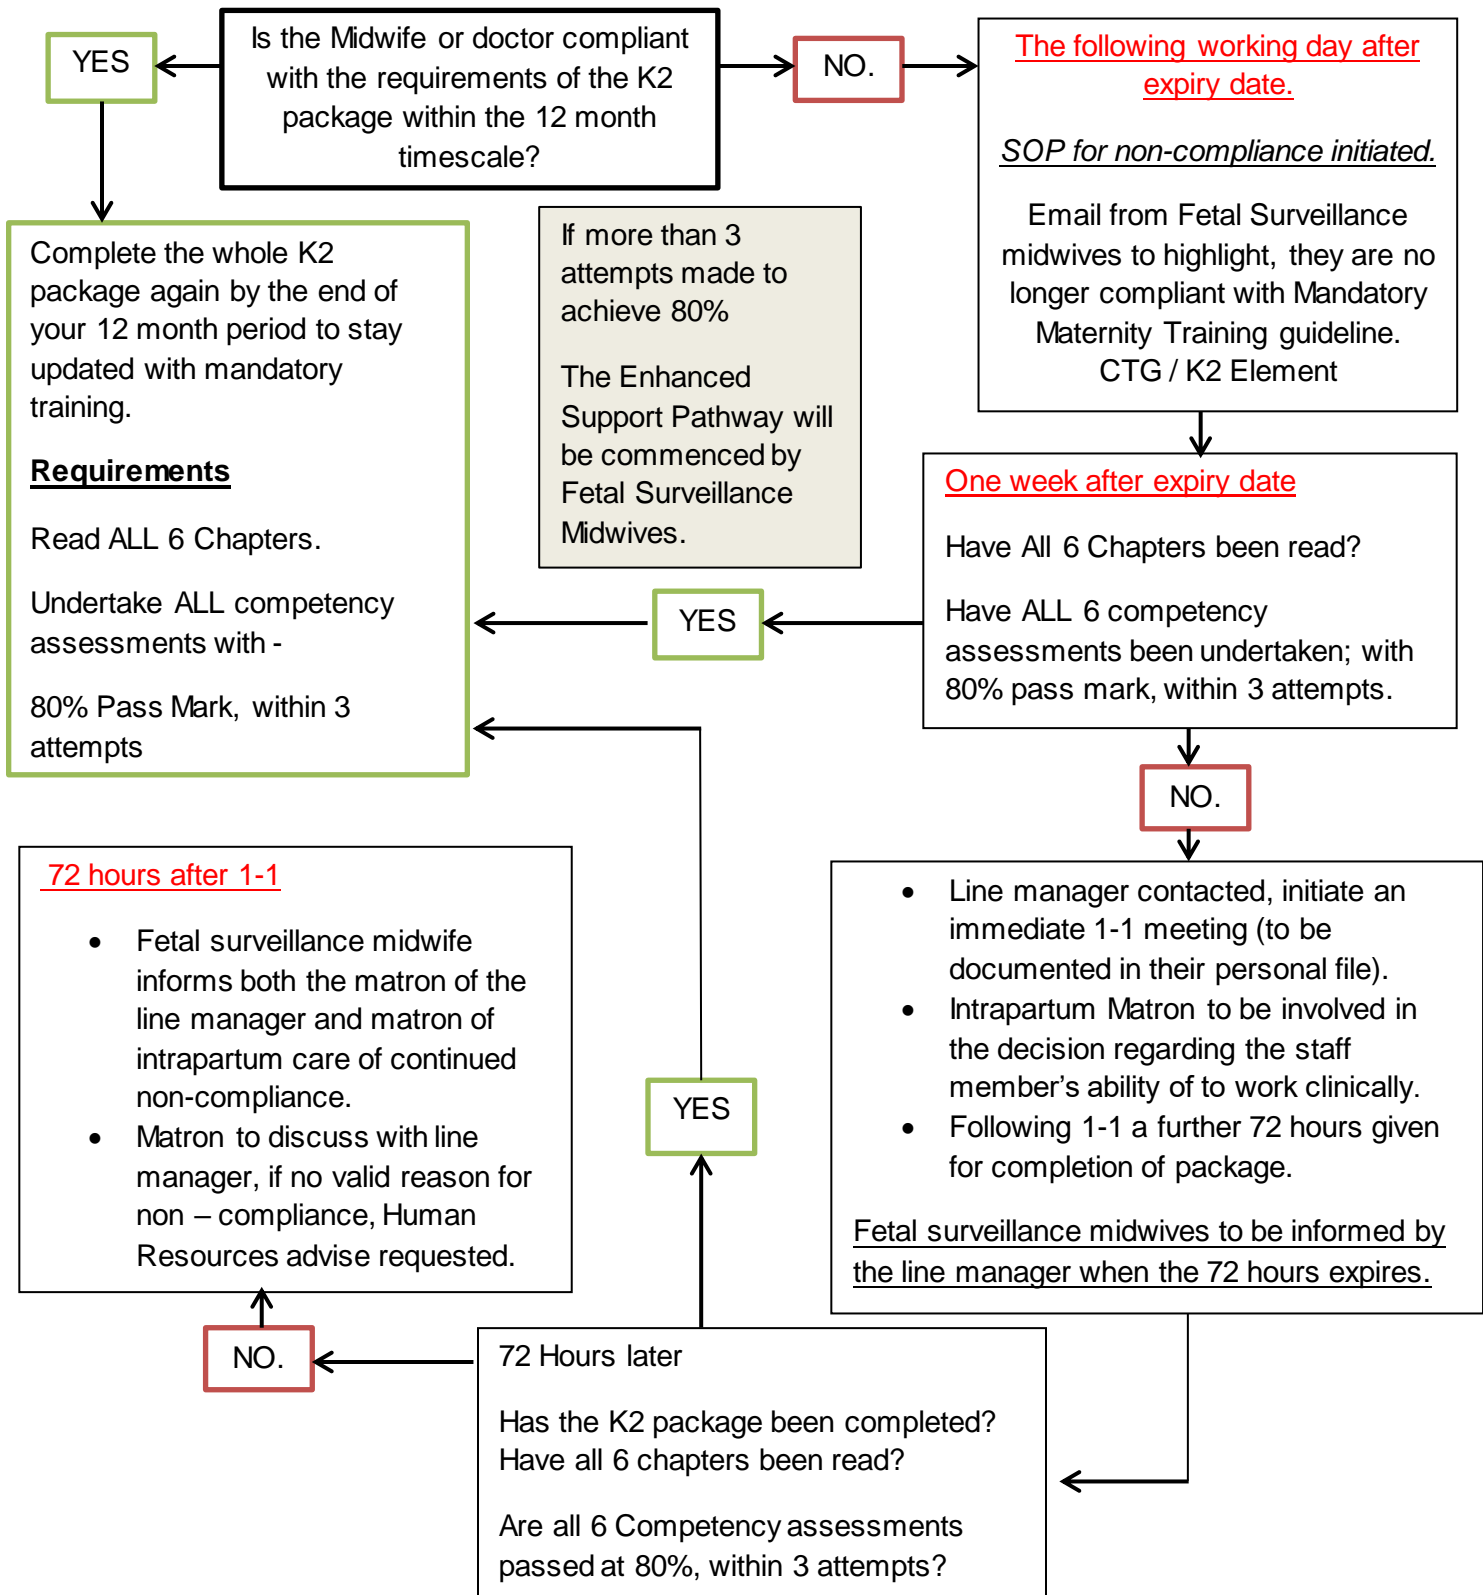 YES
Is the Midwife or doctor compliant
with the requirements of the K2
package within the 12 month
timescale?
NO.
The following working day after
expiry date.
SOP for non-compliance initiated.
Email from Fetal Surveillance
midwives to highlight, they are no
longer compliant with Mandatory
Maternity Training guideline.
CTG / K2 Element
Complete the whole K2
package again by the end of
your 12 month period to stay
updated with mandatory
training.
Requirements
Read ALL 6 Chapters.
Undertake ALL competency
assessments with -
80% Pass Mark, within 3
attempts
If more than 3
attempts made to
achieve 80%
The Enhanced
Support Pathway will
be commenced by
Fetal Surveillance
Midwives.
One week after expiry date
Have All 6 Chapters been read?
Have ALL 6 competency
assessments been undertaken; with
80% pass mark, within 3 attempts.
YES
NO.
72 hours after 1-1
• Fetal surveillance midwife
informs both the matron of the
line manager and matron of
intrapartum care of continued
non-compliance.
• Matron to discuss with line
manager, if no valid reason for
non – compliance, Human
Resources advise requested.
YES
• Line manager contacted, initiate an
immediate 1-1 meeting (to be
documented in their personal file).
• Intrapartum Matron to be involved in
the decision regarding the staff
member’s ability of to work clinically.
• Following 1-1 a further 72 hours given
for completion of package.
Fetal surveillance midwives to be informed by
the line manager when the 72 hours expires.
NO.
72 Hours later
Has the K2 package been completed?
Have all 6 chapters been read?
Are all 6 Competency assessments
passed at 80%, within 3 attempts?